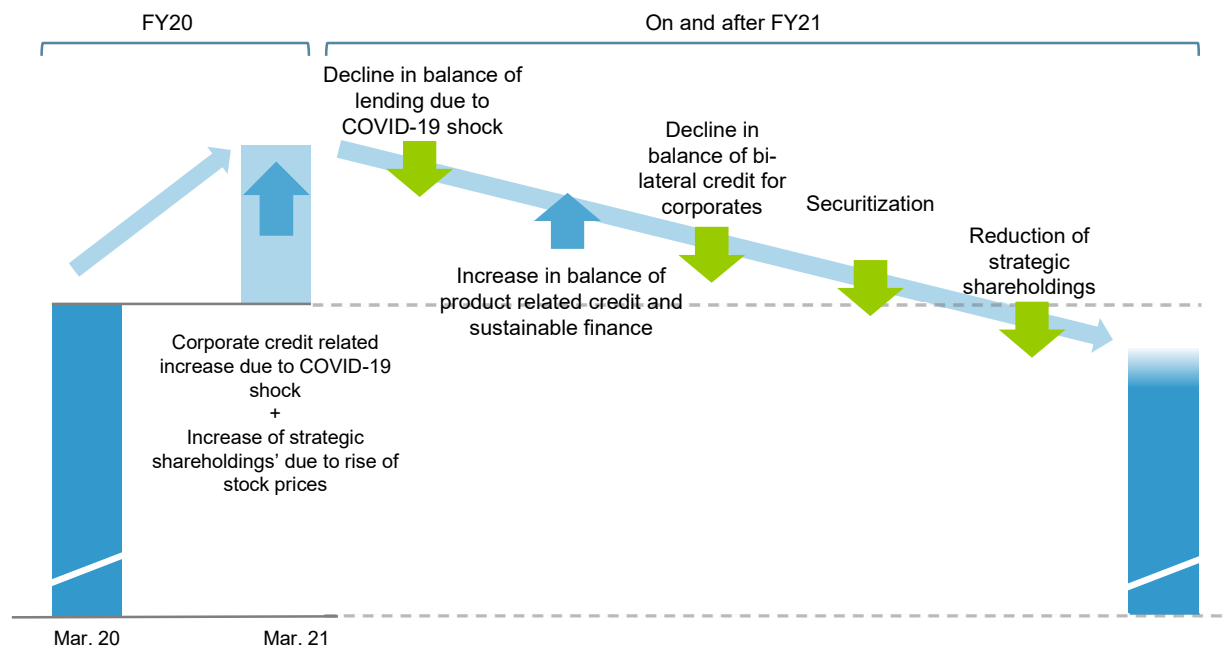 FY20
On and after FY21
Decline in balance of
lending due to
COVID-19 shock
Decline in
balance of bi-
lateral credit for
corporates
Securitization
Reduction of
strategic
shareholdings
Increase in balance of
product related credit and
sustainable finance
Corporate credit related
increase due to COVID-19
shock
+
Increase of strategic
shareholdings’ due to rise of
stock prices
Mar. 20
Mar. 21